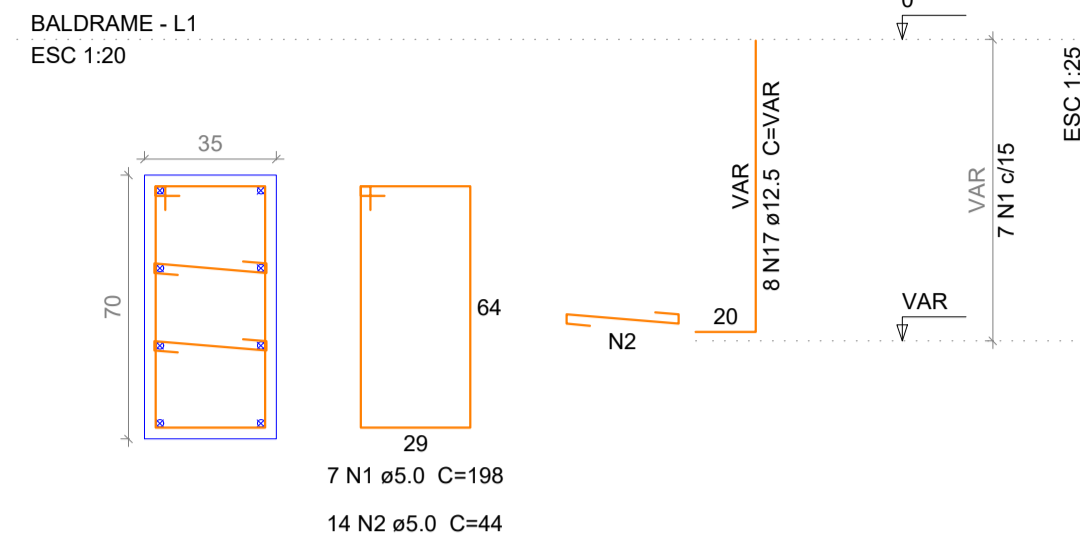 BALDRAME - L1
ESC 1:20
35
70
64
29
7 N1 ø5.0 C=198
14 N2 ø5.0 C=44
N2
20
VAR
8 N17 ø12.5 C=VAR
VAR
VAR
7 N1 c/15
ESC 1:25